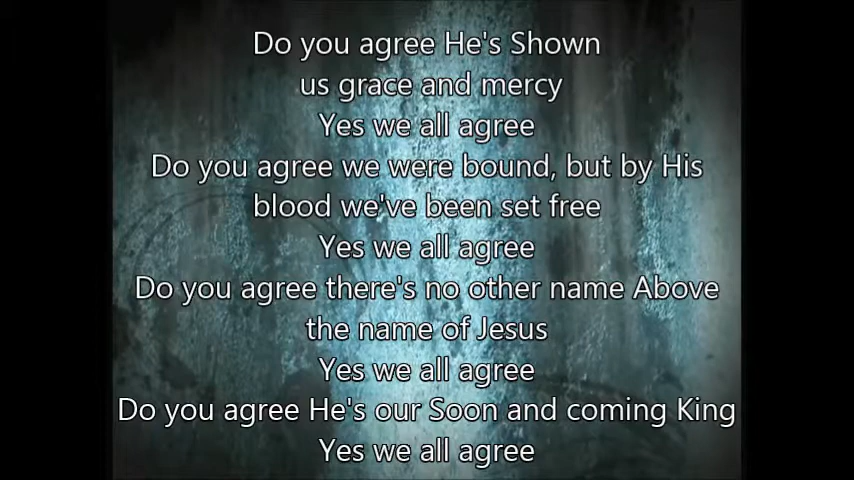 Do you agree He's Shown
us grace and mercy
Yes we all agree
Do you agree we were bound, but by His
blood we've been set free
Yes we all agree
Do you agree there's no other name Above
the name of Jesus
Yes we all agree
Do you agree He's our Soon and coming King
Yes we all agree